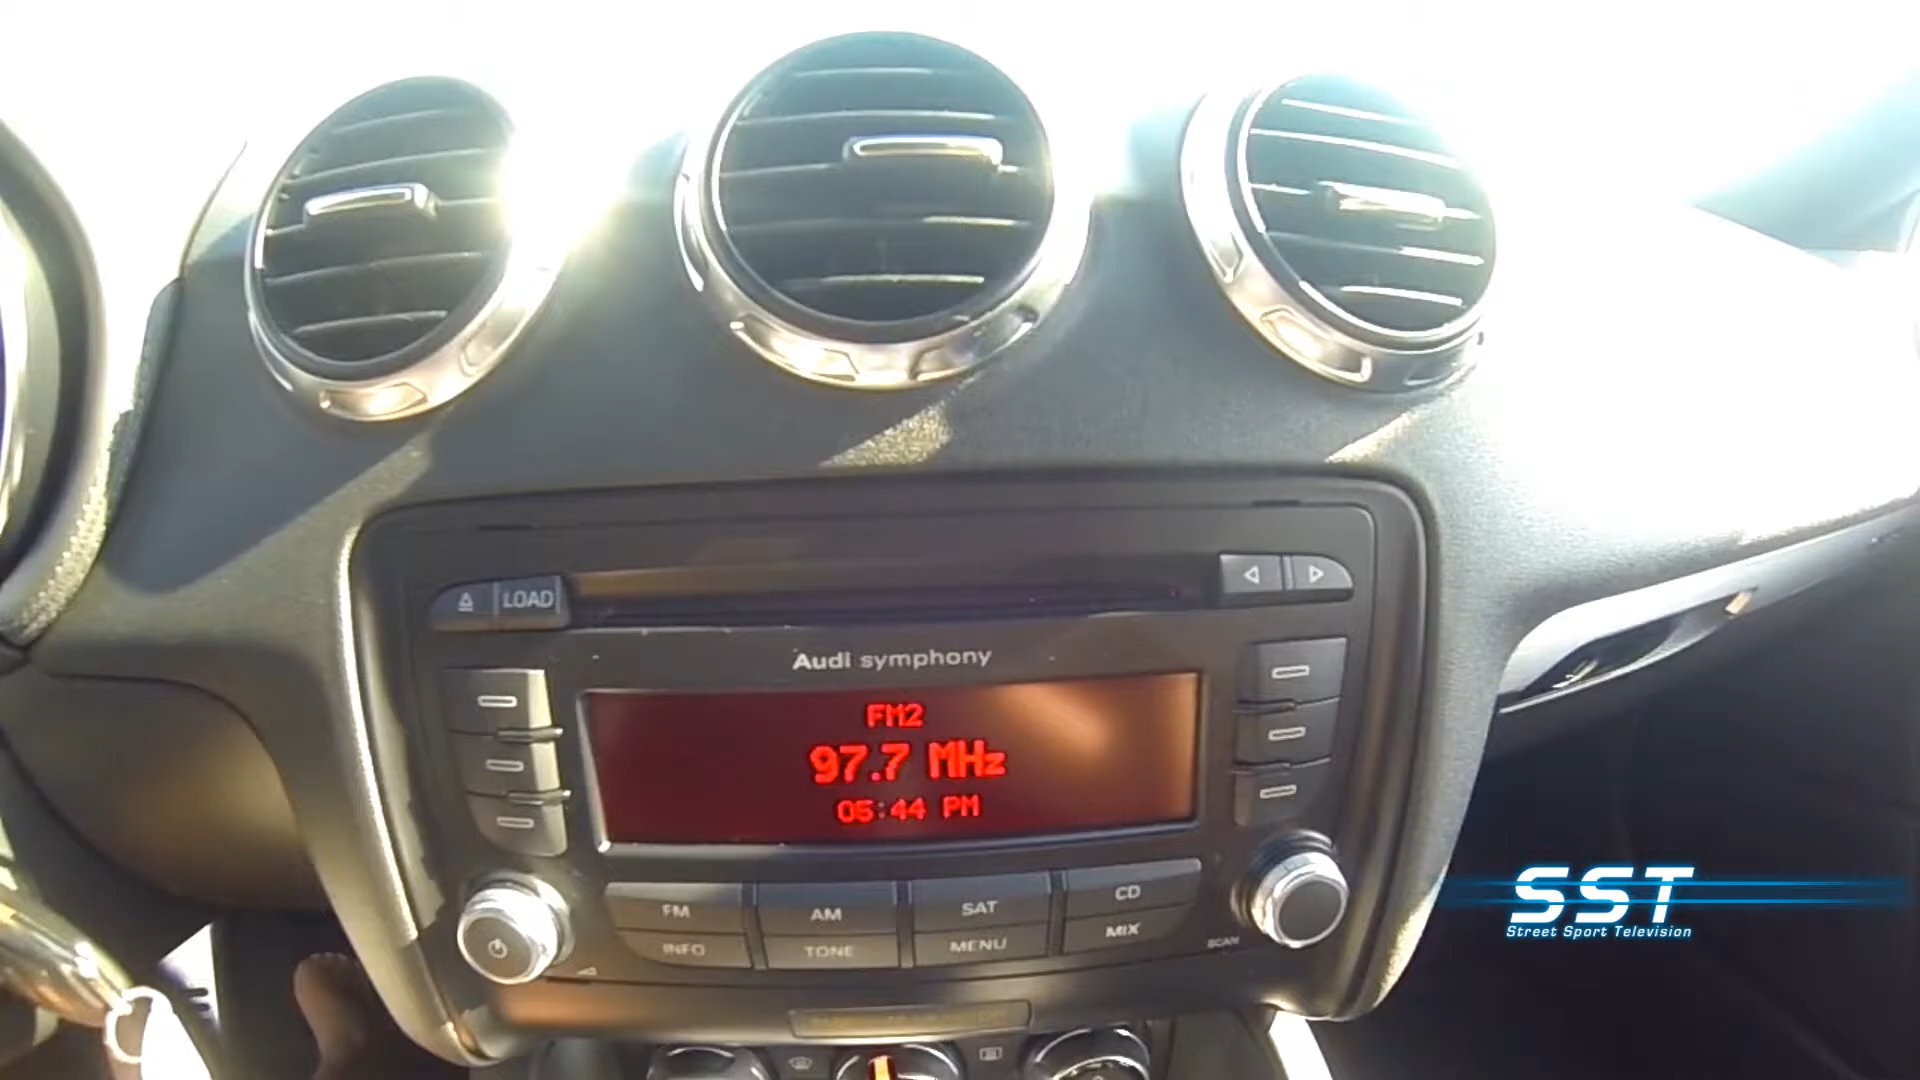 LOAD
Audi symphony
FM2
97.7 MHz
05:44 PM
FM
AM
SAT
CD
INFO
TONE
MENU
MIX
SCAN
SST
Street Sport Television